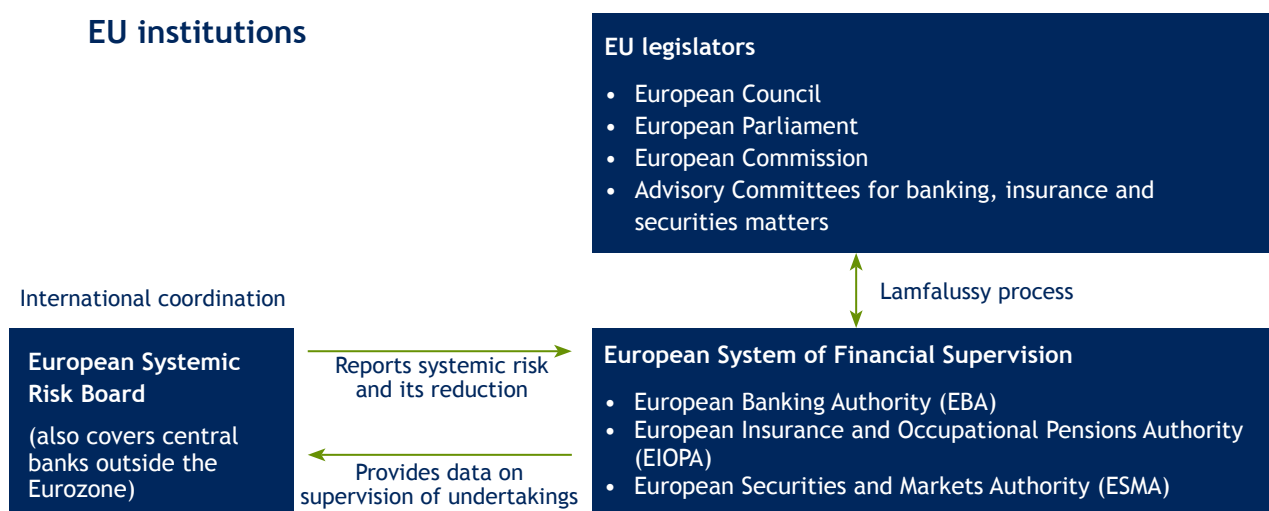 EU institutions
EU legislators
• European Council
• European Parliament
• European Commission
• Advisory Committees for banking, insurance and
securities matters
Lamfalussy process
International coordination
European Systemic
Risk Board
(also covers central
banks outside the
Eurozone)
Reports systemic risk
and its reduction
Provides data on
supervision of undertakings
European System of Financial Supervision
• European Banking Authority (EBA)
• European Insurance and Occupational Pensions Authority
(EIOPA)
• European Securities and Markets Authority (ESMA)